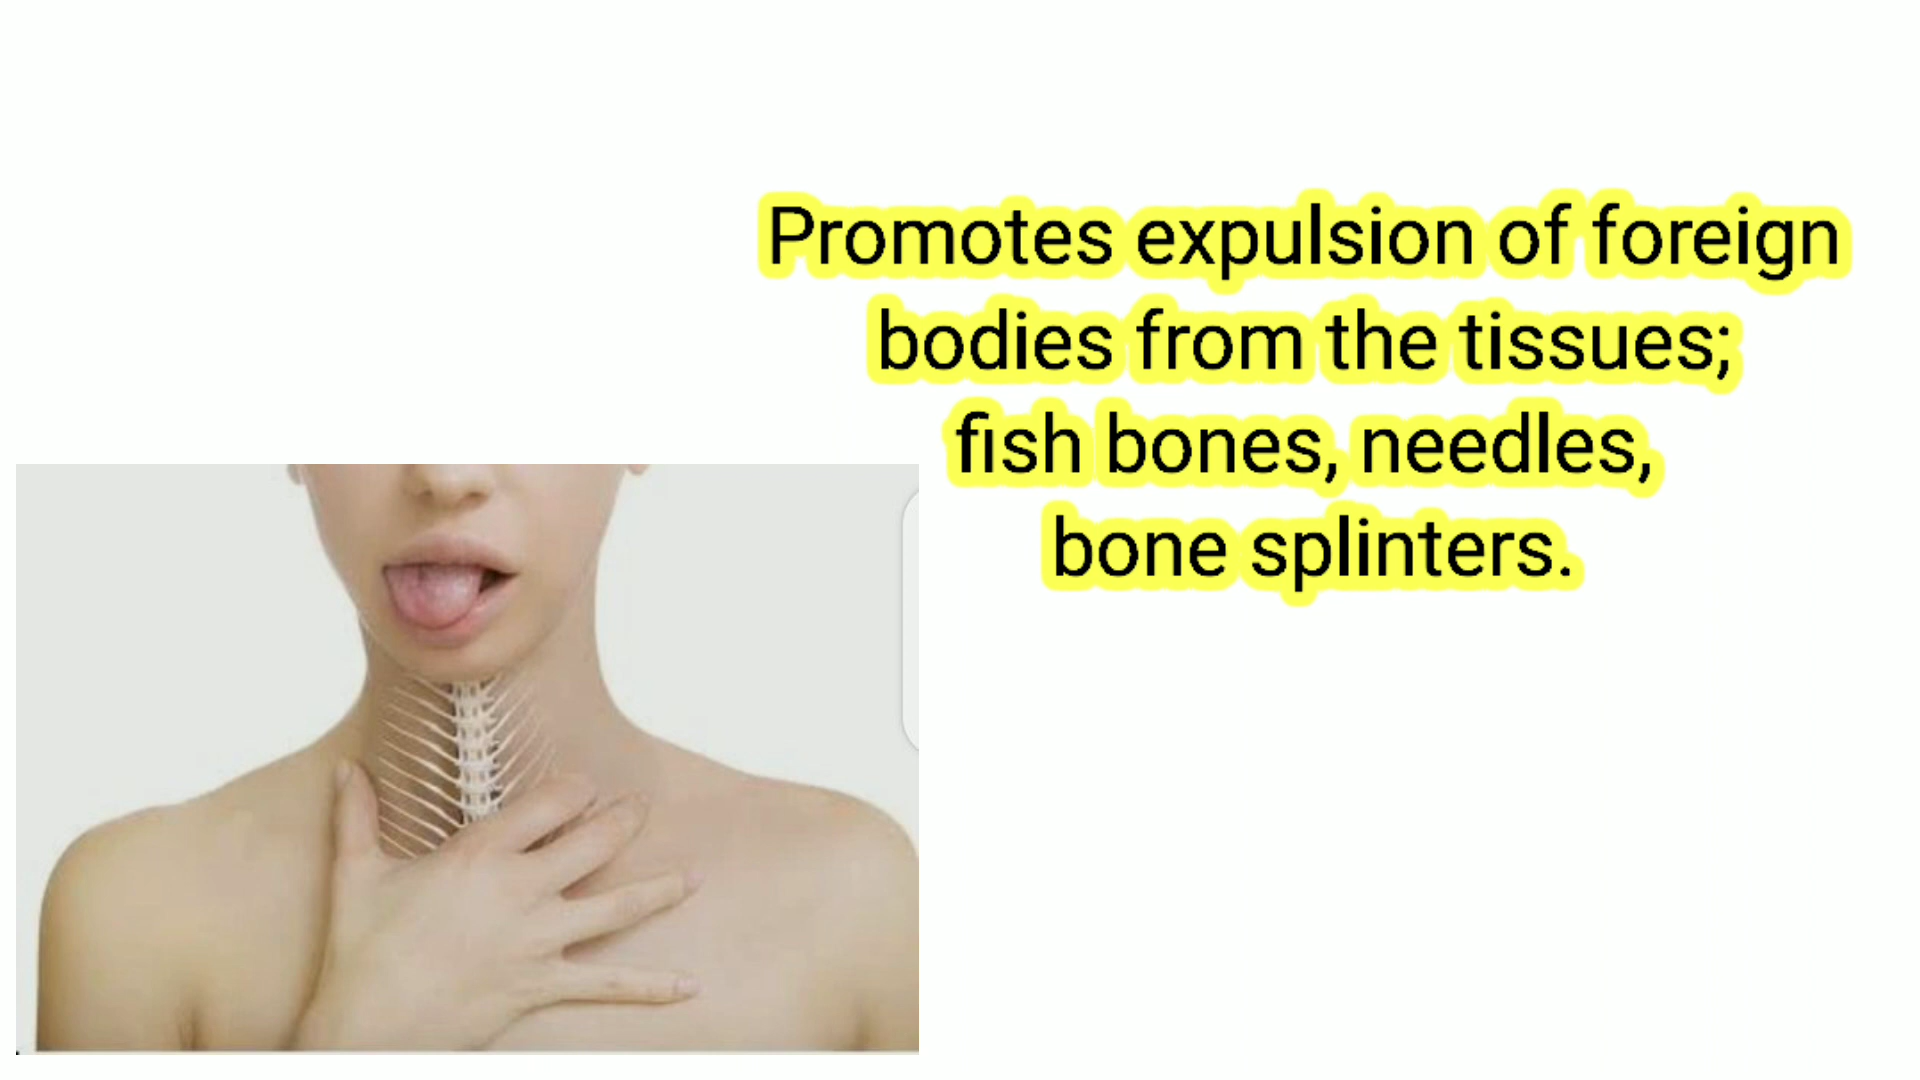 Promotes expulsion of foreign
bodies from the tissues;
fish bones, needles,
bone splinters.